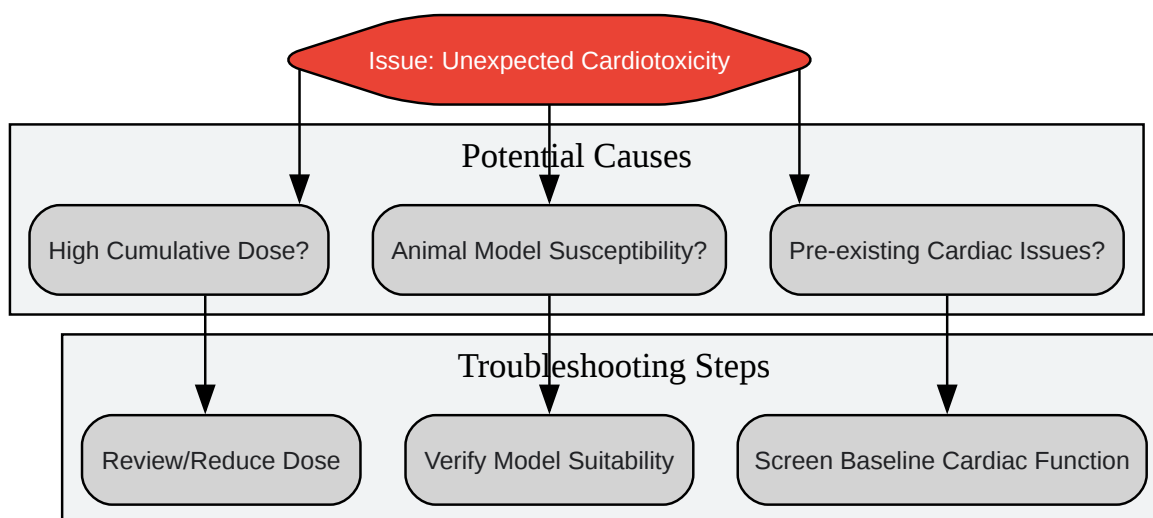 Issue: Unexpected Cardiotoxicity
Potential Causes
High Cumulative Dose?
Animal Model Susceptibility?
Pre-existing Cardiac Issues?
Troubleshooting Steps
Review/Reduce Dose
Verify Model Suitability
Screen Baseline Cardiac Function